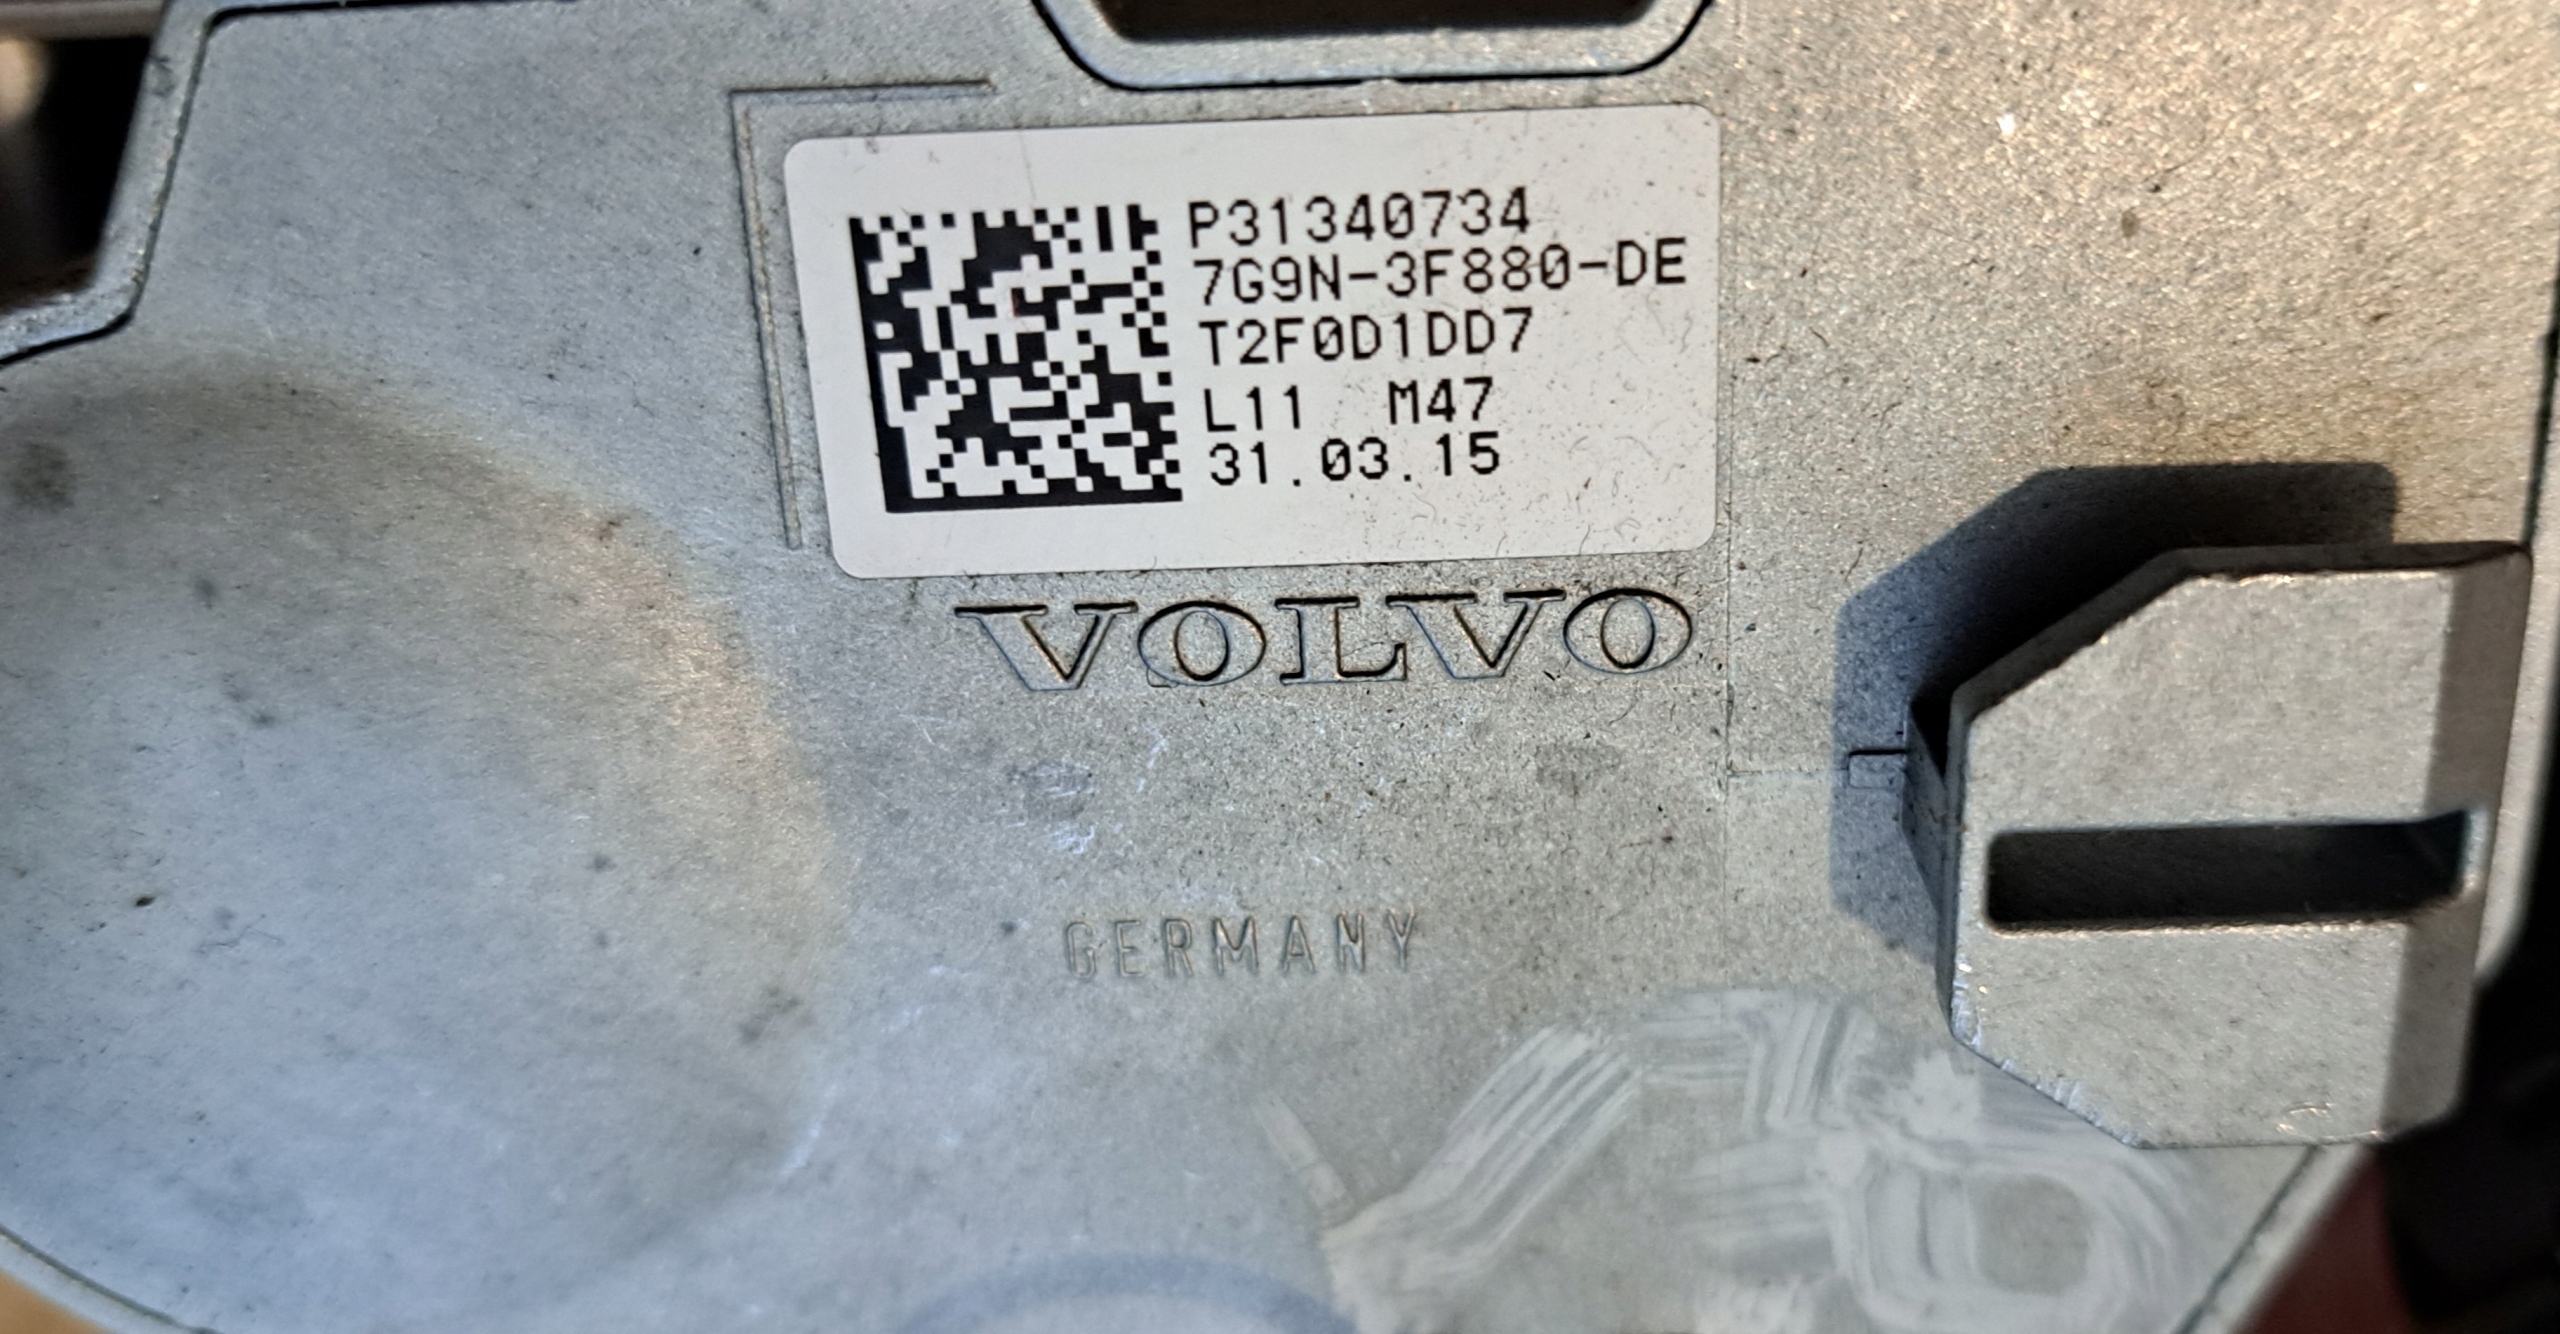 P31340734
7G9N-3F880-DE
T2F0D1DD7
L11 M47
31.03.15
VOLVO
GERMANY